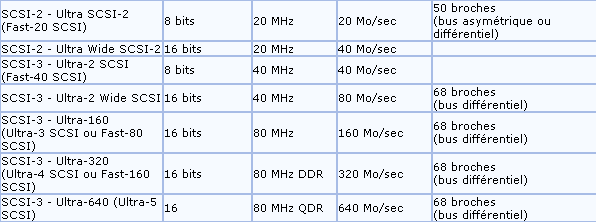 SCSI-2 - Ultra SCSI-2 (Fast-20 SCSI) 8 bits 20 MHz 20 Mo/sec 50 broches (bus asymétrique ou différentiel)
SCSI-2 - Ultra Wide SCSI-2 16 bits 20 MHz 40 Mo/sec
SCSI-3 - Ultra-2 SCSI (Fast-40 SCSI) 8 bits 40 MHz 40 Mo/sec
SCSI-3 - Ultra-2 Wide SCSI 16 bits 40 MHz 80 Mo/sec 68 broches (bus différentiel)
SCSI-3 - Ultra-160 (Ultra-3 SCSI ou Fast-80 SCSI) 16 bits 80 MHz 160 Mo/sec 68 broches (bus différentiel)
SCSI-3 - Ultra-320 (Ultra-4 SCSI ou Fast-160 SCSI) 16 bits 80 MHz DDR 320 Mo/sec 68 broches (bus différentiel)
SCSI-3 - Ultra-640 (Ultra-5 SCSI) 16 80 MHz QDR 640 Mo/sec 68 broches (bus différentiel)